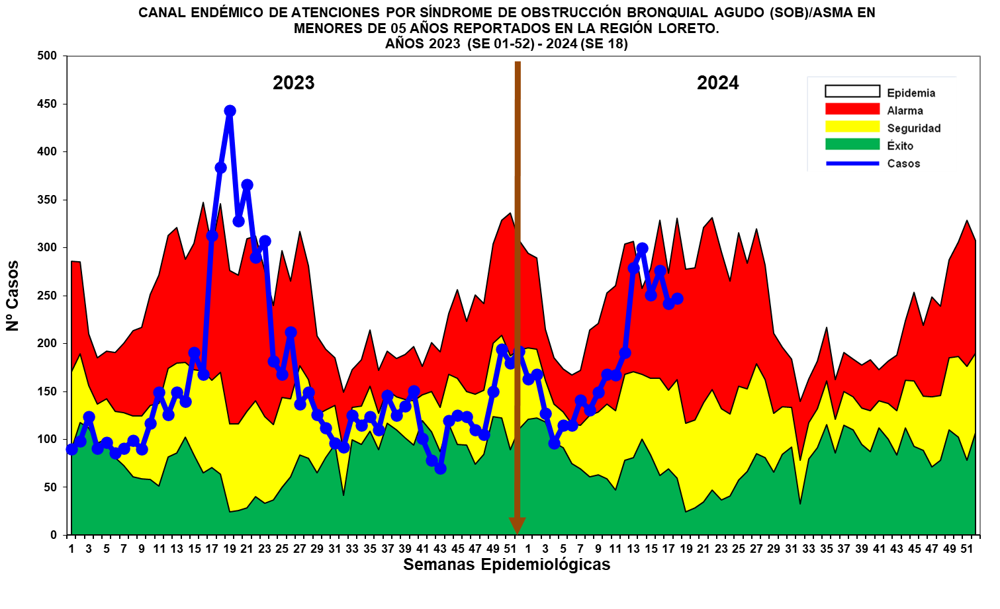 CANAL ENDÉMICO DE ATENCIONES POR SÍNDROME DE OBSTRUCCIÓN BRONQUIAL AGUDO (SOB)/ASMA EN
MENORES DE 05 AÑOS REPORTADOS EN LA REGIÓN LORETO.
AÑOS 2023 (SE 01-52) - 2024 (SE 18)
2023
2024
Epidemia
Alarma
Seguridad
Éxito
Casos
Nº Casos
500
450
400
350
300
250
200
150
100
50
0
1 3 5 7 9 11 13 15 17 19 21 23 25 27 29 31 33 35 37 39 41 43 45 47 49 51 1 3 5 7 9 11 13 15 17 19 21 23 25 27 29 31 33 35 37 39 41 43 45 47 49 51
Semanas Epidemiológicas